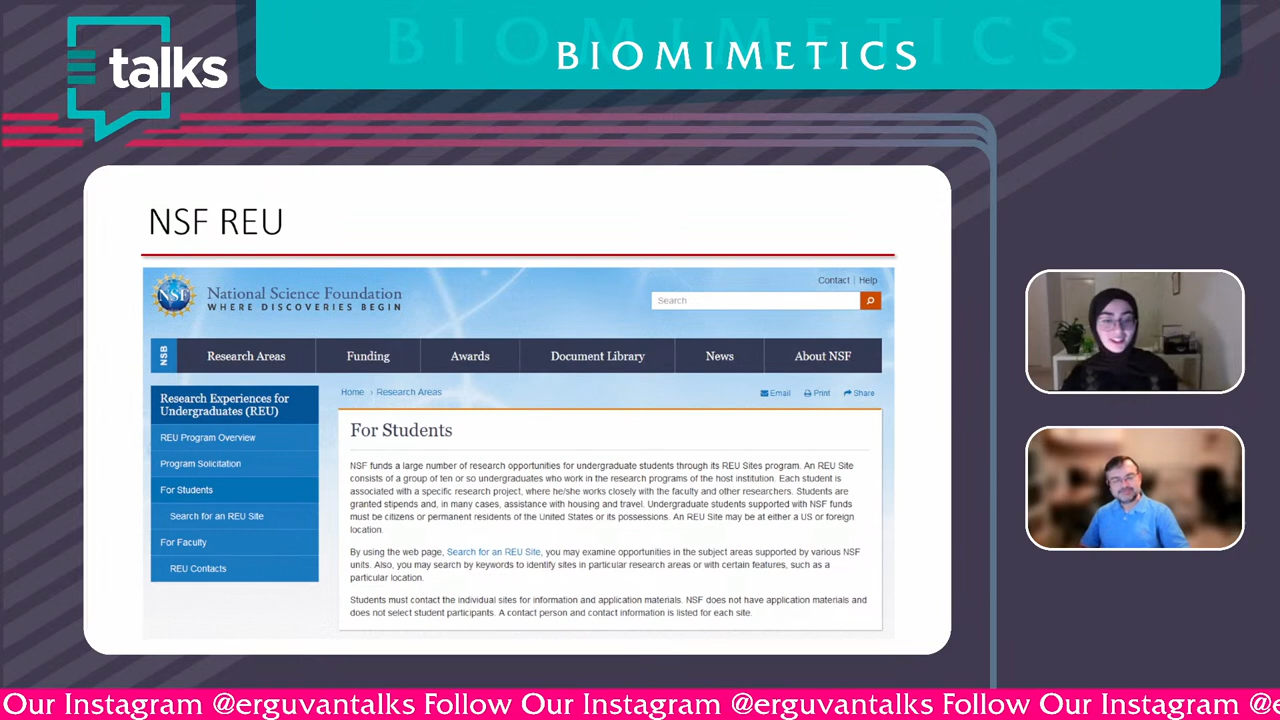 talks
BIOMIMETICS
BIOMIMETICS
NSF REU
NSF
National Science Foundation
WHERE DISCOVERIES BEGIN
Contact | Help
Search
NSB
Research Areas
Funding
Awards
Document Library
News
About NSF
Research Experiences for
Undergraduates (REU)
REU Program Overview
Program Solicitation
For Students
Search for an REU Site
For Faculty
REU Contacts
Home › Research Areas
Email
Print
Share
For Students
NSF funds a large number of research opportunities for undergraduate students through its REU Sites program. An REU Site
consists of a group of ten or so undergraduates who work in the research programs of the host institution. Each student is
associated with a specific research project, where he/she works closely with the faculty and other researchers. Students are
granted stipends and, in many cases, assistance with housing and travel. Undergraduate students supported with NSF funds
must be citizens or permanent residents of the United States or its possessions. An REU Site may be at either a US or foreign
location.
By using the web page, Search for an REU Site, you may examine opportunities in the subject areas supported by various NSF
units. Also, you may search by keywords to identify sites in particular research areas or with certain features, such as a
particular location.
Students must contact the individual sites for information and application materials. NSF does not have application materials and
does not select student participants. A contact person and contact information is listed for each site.
Our Instagram @erguvantalks Follow Our Instagram @erguvantalks Follow Our Instagram @e